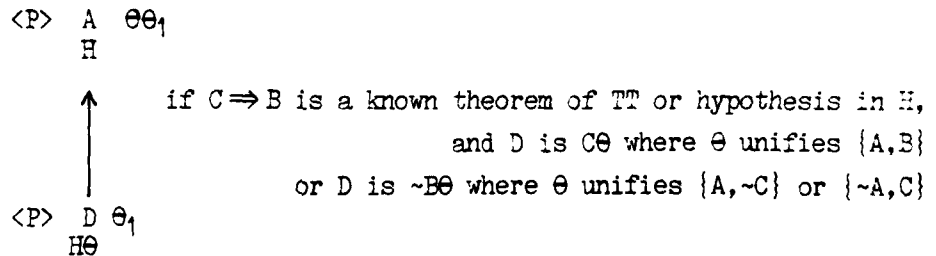 <P> A θθ₁
H
if C ⇒ B is a known theorem of TT or hypothesis in H,
and D is Cθ where θ unifies {A,B}
or D is ~Bθ where θ unifies {A,~C} or {~A,C}
<P> D θ₁
Hθ